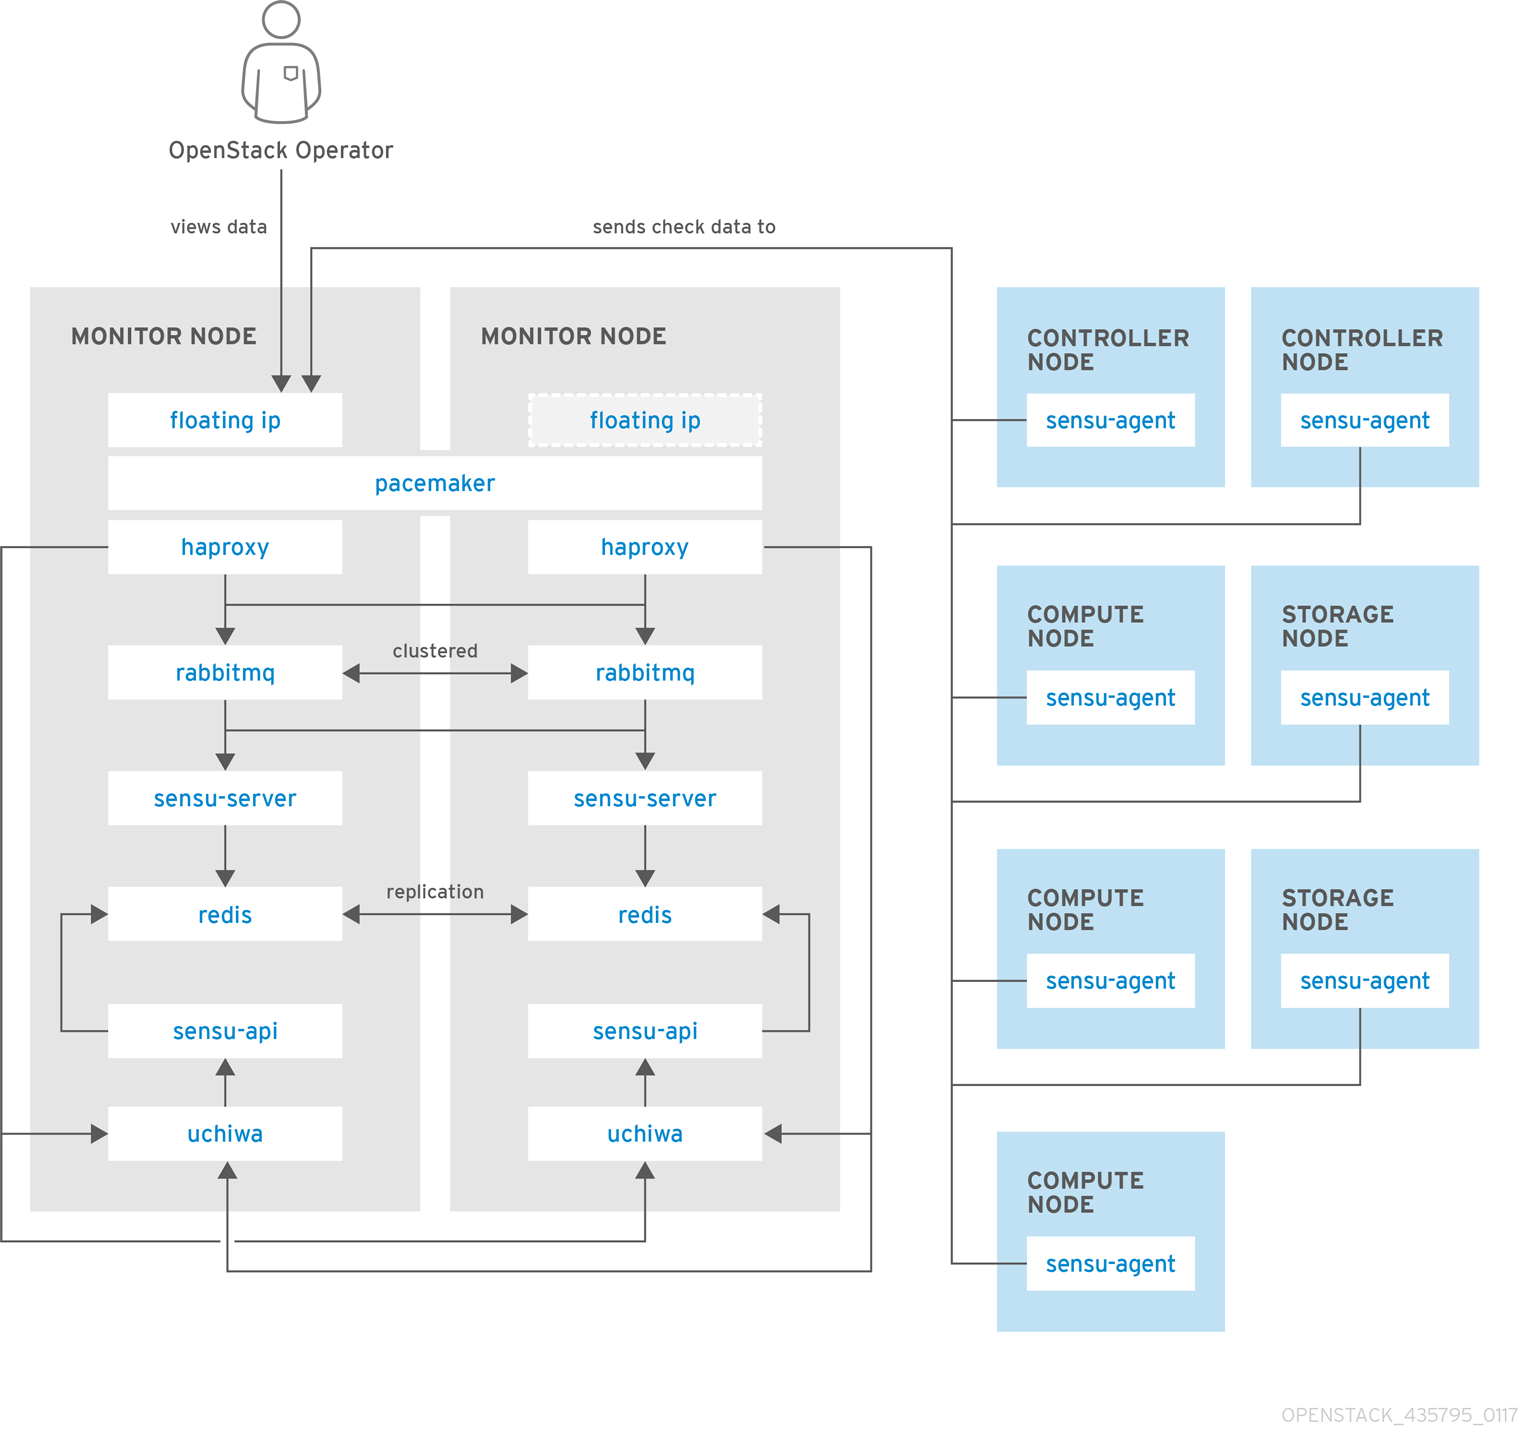 OpenStack Operator
views data
sends check data to
MONITOR NODE
floating ip
MONITOR NODE
floating ip
pacemaker
haproxy
haproxy
rabbitmq
clustered
rabbitmq
sensu-server
sensu-server
redis
replication
redis
sensu-api
sensu-api
uchiwa
uchiwa
CONTROLLER
NODE
sensu-agent
CONTROLLER
NODE
sensu-agent
COMPUTE
NODE
sensu-agent
STORAGE
NODE
sensu-agent
COMPUTE
NODE
sensu-agent
STORAGE
NODE
sensu-agent
COMPUTE
NODE
sensu-agent
OPENSTACK_435795_0117